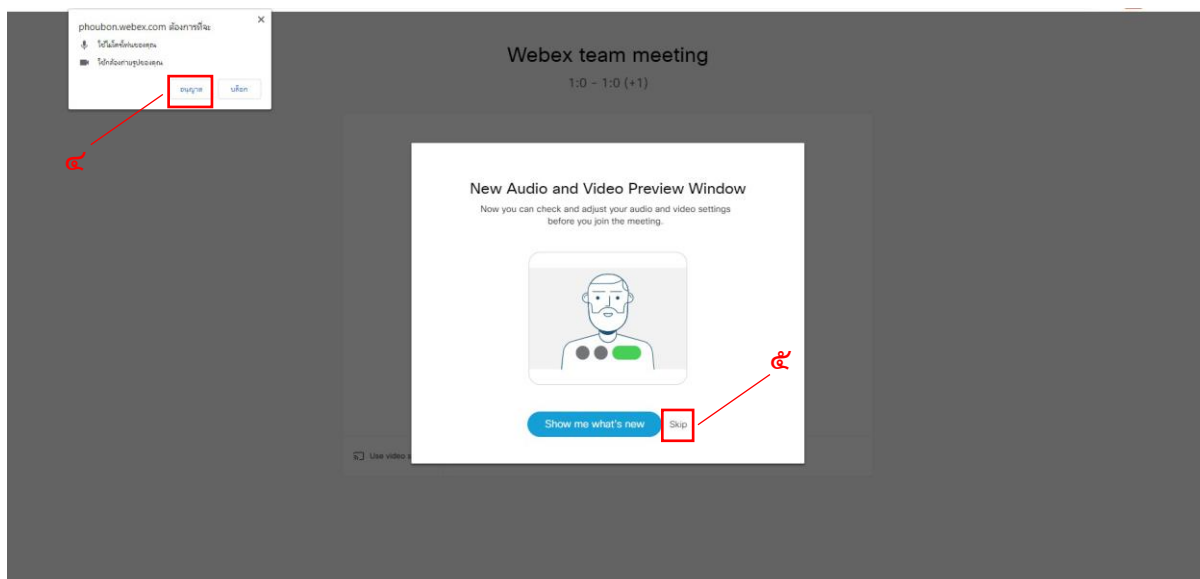 phoubon.webex.com ต้องการที่จะ
ใช้ไมโครโฟนของคุณ
ใช้กล้องถ่ายรูปของคุณ
อนุญาต บล็อก
๔
Webex team meeting
1:0 - 1:0 (+1)
New Audio and Video Preview Window
Now you can check and adjust your audio and video settings
before you join the meeting.
๕
Show me what's new Skip
Use video